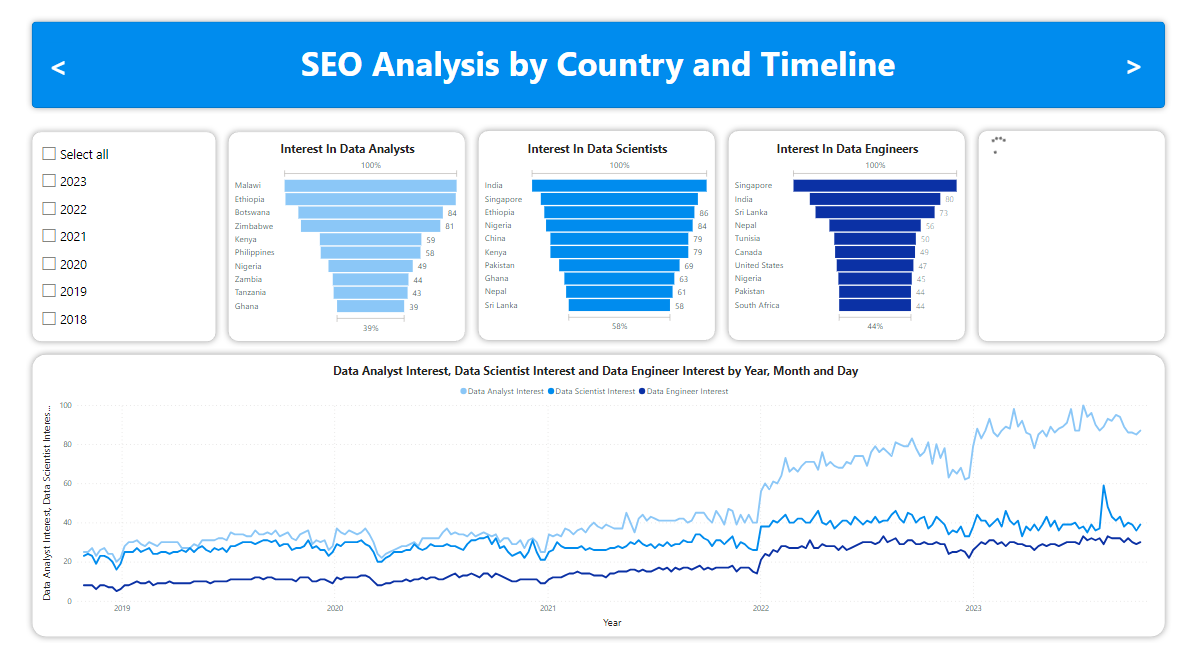 < SEO Analysis by Country and Timeline >
Select all
2023
2022
2021
2020
2019
2018
Interest In Data Analysts
100%
Malawi
Ethiopia
Botswana 84
Zimbabwe 81
Kenya 59
Philippines 58
Nigeria 49
Zambia 44
Tanzania 43
Ghana 39
39%
Interest In Data Scientists
100%
India
Singapore
Ethiopia 86
Nigeria 84
China 79
Kenya 79
Pakistan 69
Ghana 63
Nepal 61
Sri Lanka 58
58%
Interest In Data Engineers
100%
Singapore
India 80
Sri Lanka 73
Nepal 56
Tunisia 50
Canada 49
United States 47
Nigeria 45
Pakistan 44
South Africa 44
44%
Data Analyst Interest, Data Scientist Interest and Data Engineer Interest by Year, Month and Day
Data Analyst Interest Data Scientist Interest Data Engineer Interest
Data Analyst Interest, Data Scientist Interes...
100
80
60
40
20
0
2019 2020 2021 2022 2023
Year